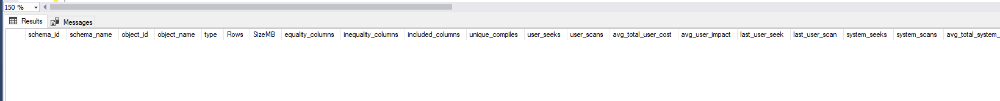 150 %
Results Messages
schema_id schema_name object_id object_name type Rows SizeMB equality_columns inequality_columns included_columns unique_compiles user_seeks user_scans avg_total_user_cost avg_user_impact last_user_seek last_user_scan system_seeks system_scans avg_total_system_